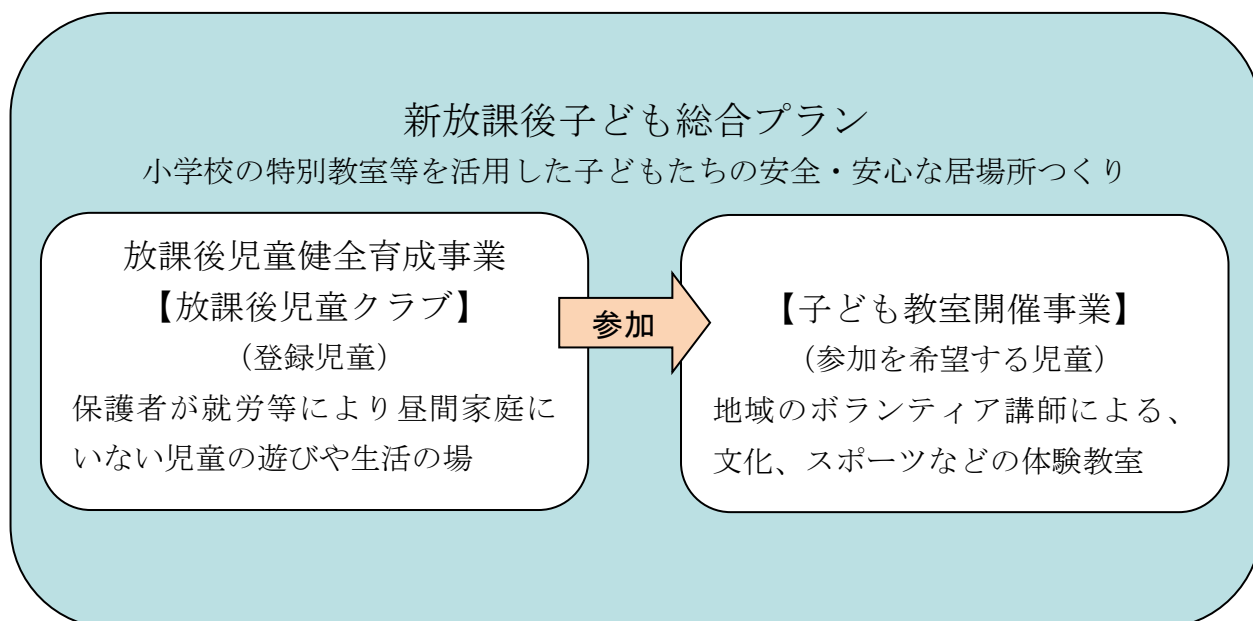 新放課後子ども総合プラン
小学校の特別教室等を活用した子どもたちの安全・安心な居場所つくり
放課後児童健全育成事業
【放課後児童クラブ】
（登録児童）
保護者が就労等により昼間家庭に
いない児童の遊びや生活の場
参加
【子ども教室開催事業】
（参加を希望する児童）
地域のボランティア講師による、
文化、スポーツなどの体験教室